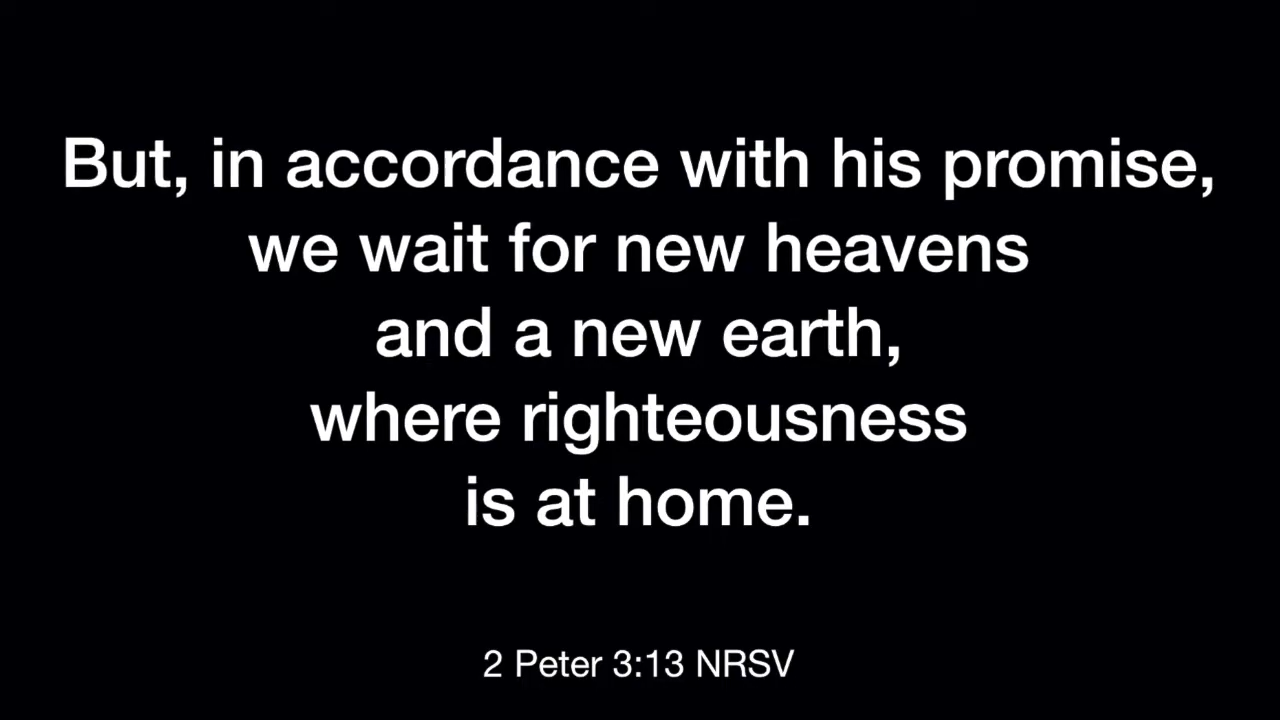 But, in accordance with his promise,
we wait for new heavens
and a new earth,
where righteousness
is at home.
2 Peter 3:13 NRSV